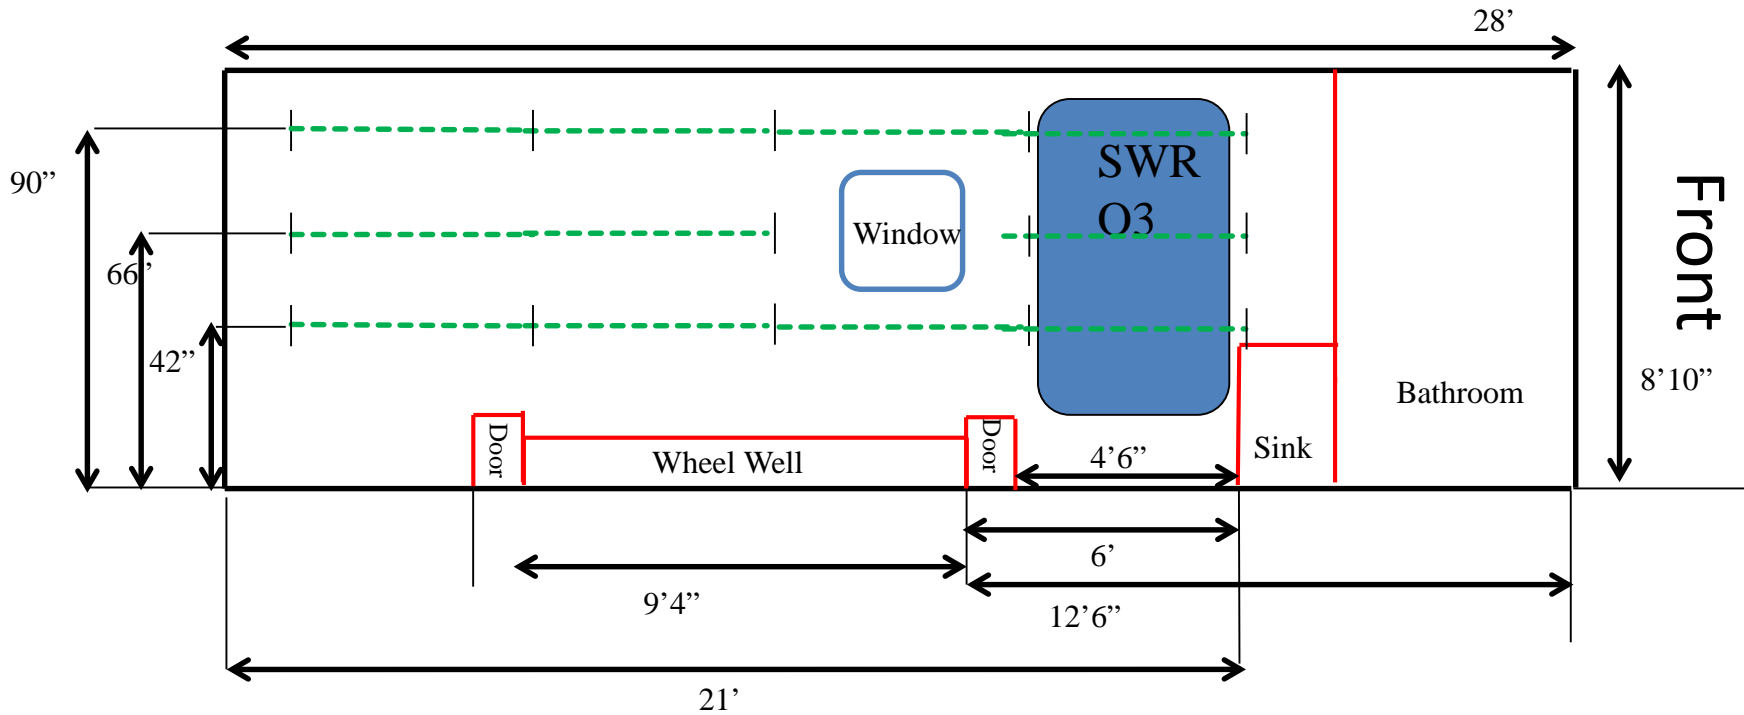 28’
90”
SWR
O3
Front
Window
66’
42”
8’10”
Bathroom
Door
Door
Wheel Well
4’6”
Sink
6’
9’4”
12’6”
21’